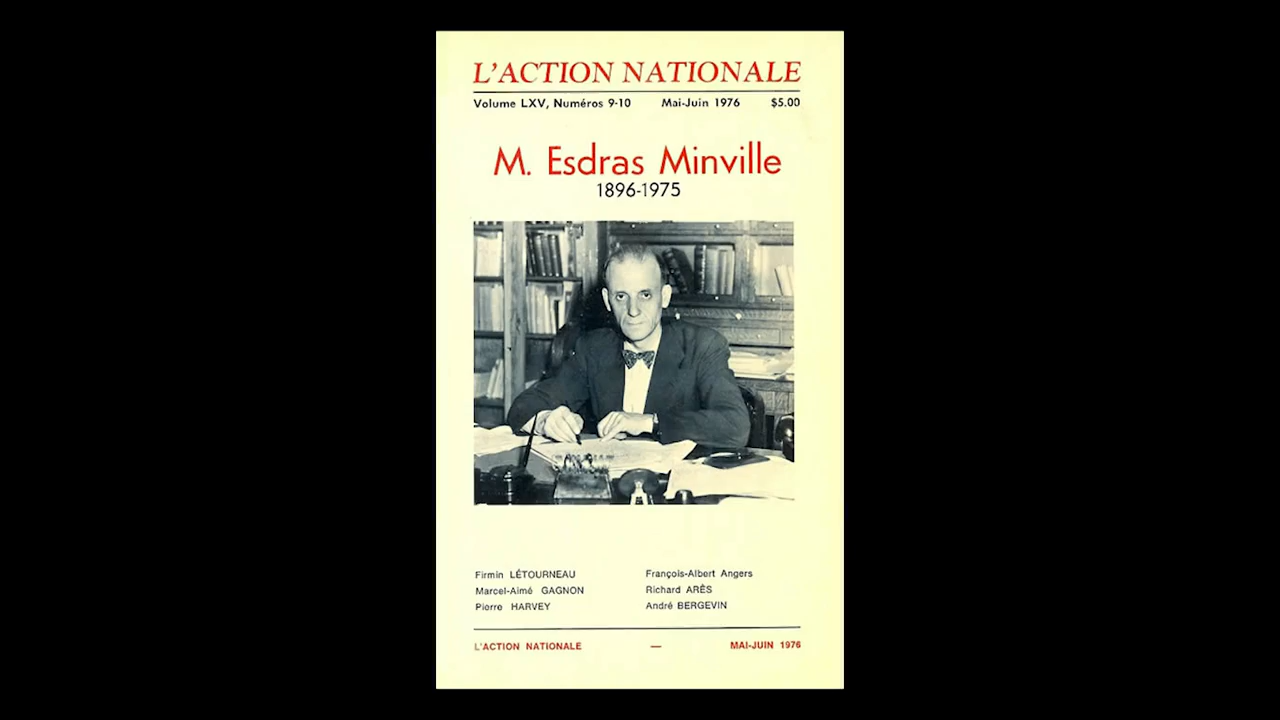 L'ACTION NATIONALE
Volume LXV, Numéros 9-10 Mai-Juin 1976 $5.00
M. Esdras Minville
1896-1975
Firmin LÉTOURNEAU François-Albert Angers
Marcel-Aimé GAGNON Richard ARÈS
Pierre HARVEY André BERGEVIN
L'ACTION NATIONALE — MAI-JUIN 1976